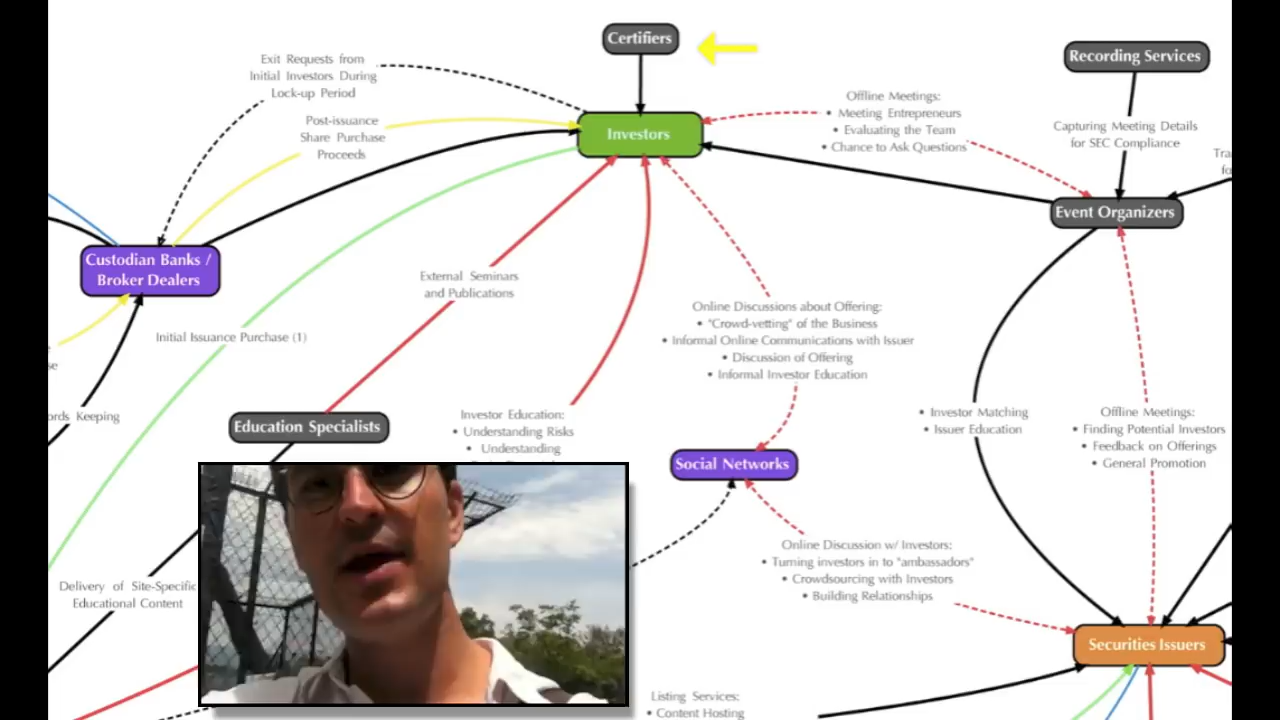 Certifiers
Recording Services
Exit Requests from
Initial Investors During
Lock-up Period
Post-issuance
Share Purchase
Proceeds
Investors
Offline Meetings:
• Meeting Entrepreneurs
• Evaluating the Team
• Chance to Ask Questions
Capturing Meeting Details
for SEC Compliance
Event Organizers
Custodian Banks /
Broker Dealers
External Seminars
and Publications
Initial Issuance Purchase (1)
Online Discussions about Offering:
• "Crowd-vetting" of the Business
• Informal Online Communications with Issuer
• Discussion of Offering
• Informal Investor Education
Education Specialists
Investor Education:
• Understanding Risks
• Understanding
• Investor Matching
• Issuer Education
Offline Meetings:
• Finding Potential Investors
• Feedback on Offerings
• General Promotion
Social Networks
Online Discussion w/ Investors:
• Turning investors in to "ambassadors"
• Crowdsourcing with Investors
• Building Relationships
Delivery of Site-Specific
Educational Content
Securities Issuers
Listing Services:
• Content Hosting
Keeping